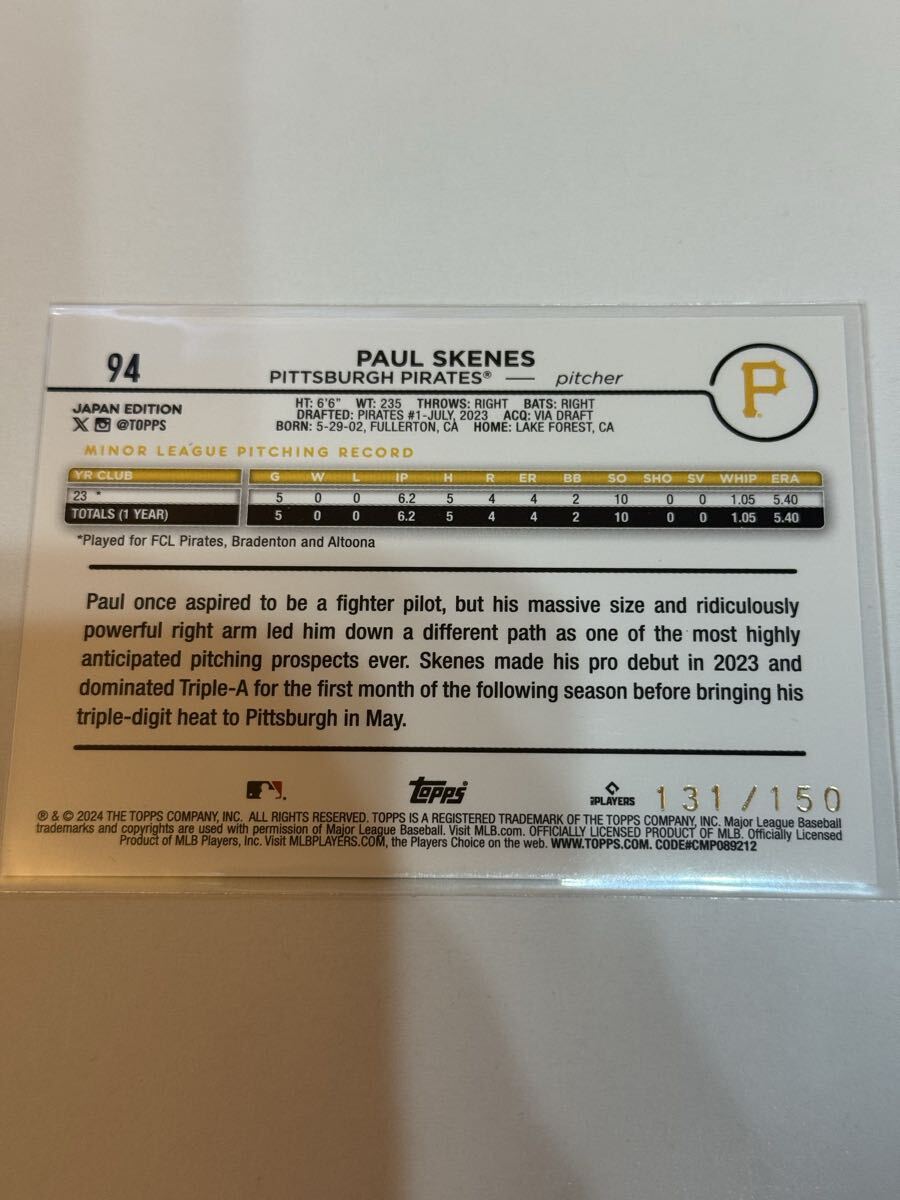 94
PAUL SKENES
PITTSBURGH PIRATES® — pitcher
P
JAPAN EDITION
X @TOPPS
HT: 6'6" WT: 235 THROWS: RIGHT BATS: RIGHT
DRAFTED: PIRATES #1-JULY, 2023 ACQ: VIA DRAFT
BORN: 5-29-02, FULLERTON, CA HOME: LAKE FOREST, CA
MINOR LEAGUE PITCHING RECORD
YR CLUB G W L IP H R ER BB SO SHO SV WHIP ERA
23 * 5 0 0 6.2 5 4 4 2 10 0 0 1.05 5.40
TOTALS (1 YEAR) 5 0 0 6.2 5 4 4 2 10 0 0 1.05 5.40
*Played for FCL Pirates, Bradenton and Altoona
Paul once aspired to be a fighter pilot, but his massive size and ridiculously
powerful right arm led him down a different path as one of the most highly
anticipated pitching prospects ever. Skenes made his pro debut in 2023 and
dominated Triple-A for the first month of the following season before bringing his
triple-digit heat to Pittsburgh in May.
topps
PLAYERS
131/150
® & © 2024 THE TOPPS COMPANY, INC. ALL RIGHTS RESERVED. TOPPS IS A REGISTERED TRADEMARK OF THE TOPPS COMPANY, INC. Major League Baseball
trademarks and copyrights are used with permission of Major League Baseball. Visit MLB.com. OFFICIALLY LICENSED PRODUCT OF MLB. Officially Licensed
Product of MLB Players, Inc. Visit MLBPLAYERS.COM, the Players Choice on the web. WWW.TOPPS.COM. CODE#CMP089212